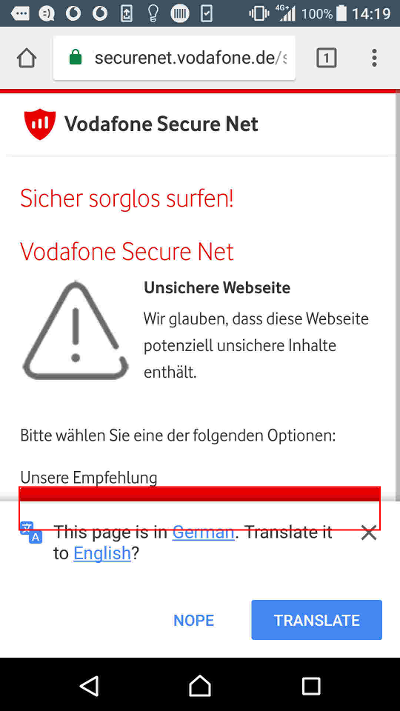 4G+ 100% 14:19
securenet.vodafone.de/s
1
Vodafone Secure Net
Sicher sorglos surfen!
Vodafone Secure Net
Unsichere Webseite
Wir glauben, dass diese Webseite
potenziell unsichere Inhalte
enthält.
Bitte wählen Sie eine der folgenden Optionen:
Unsere Empfehlung
This page is in German. Translate it
to English?
NOPE
TRANSLATE